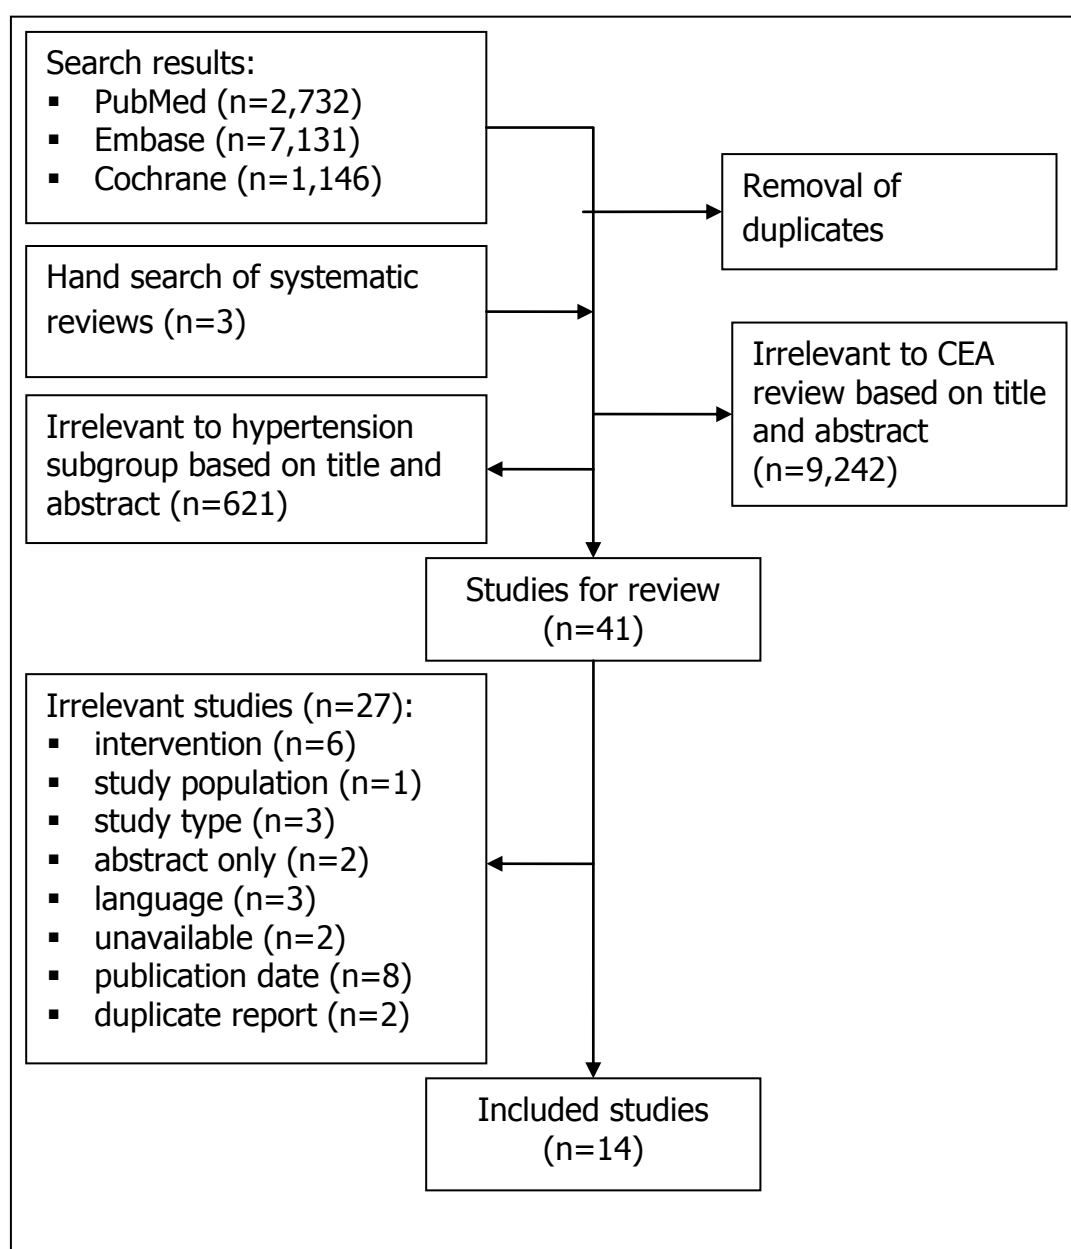 Search results:
▪ PubMed (n=2,732)
▪ Embase (n=7,131)
▪ Cochrane (n=1,146)
Removal of
duplicates
Hand search of systematic
reviews (n=3)
Irrelevant to CEA
review based on title
and abstract
(n=9,242)
Irrelevant to hypertension
subgroup based on title and
abstract (n=621)
Studies for review
(n=41)
Irrelevant studies (n=27):
▪ intervention (n=6)
▪ study population (n=1)
▪ study type (n=3)
▪ abstract only (n=2)
▪ language (n=3)
▪ unavailable (n=2)
▪ publication date (n=8)
▪ duplicate report (n=2)
Included studies
(n=14)